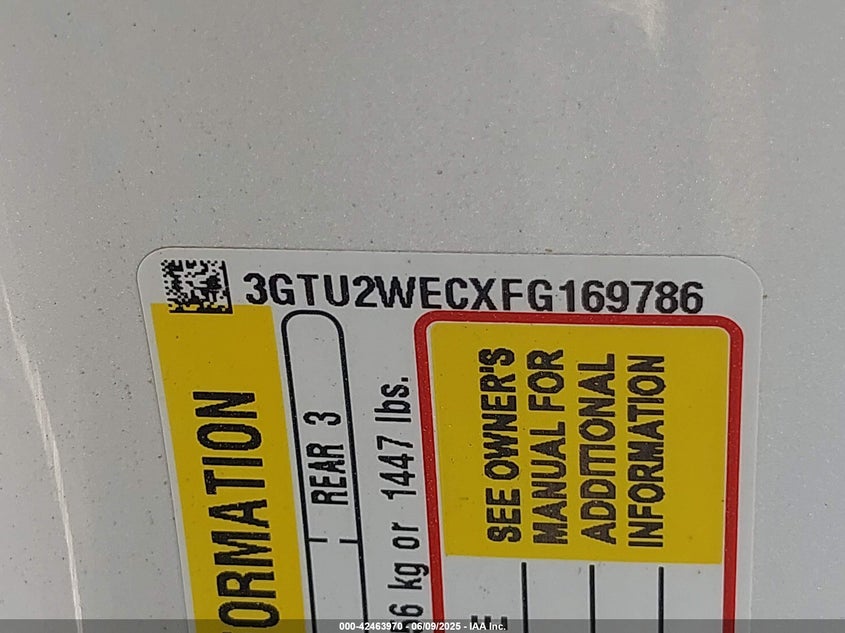 3GTU2WECXFG169786
REAR 3
56 kg or 1447 lbs.
SEE OWNER'S
MANUAL FOR
ADDITIONAL
INFORMATION
ORMATION
000-42463970 - 06/09/2025 - IAA Inc.